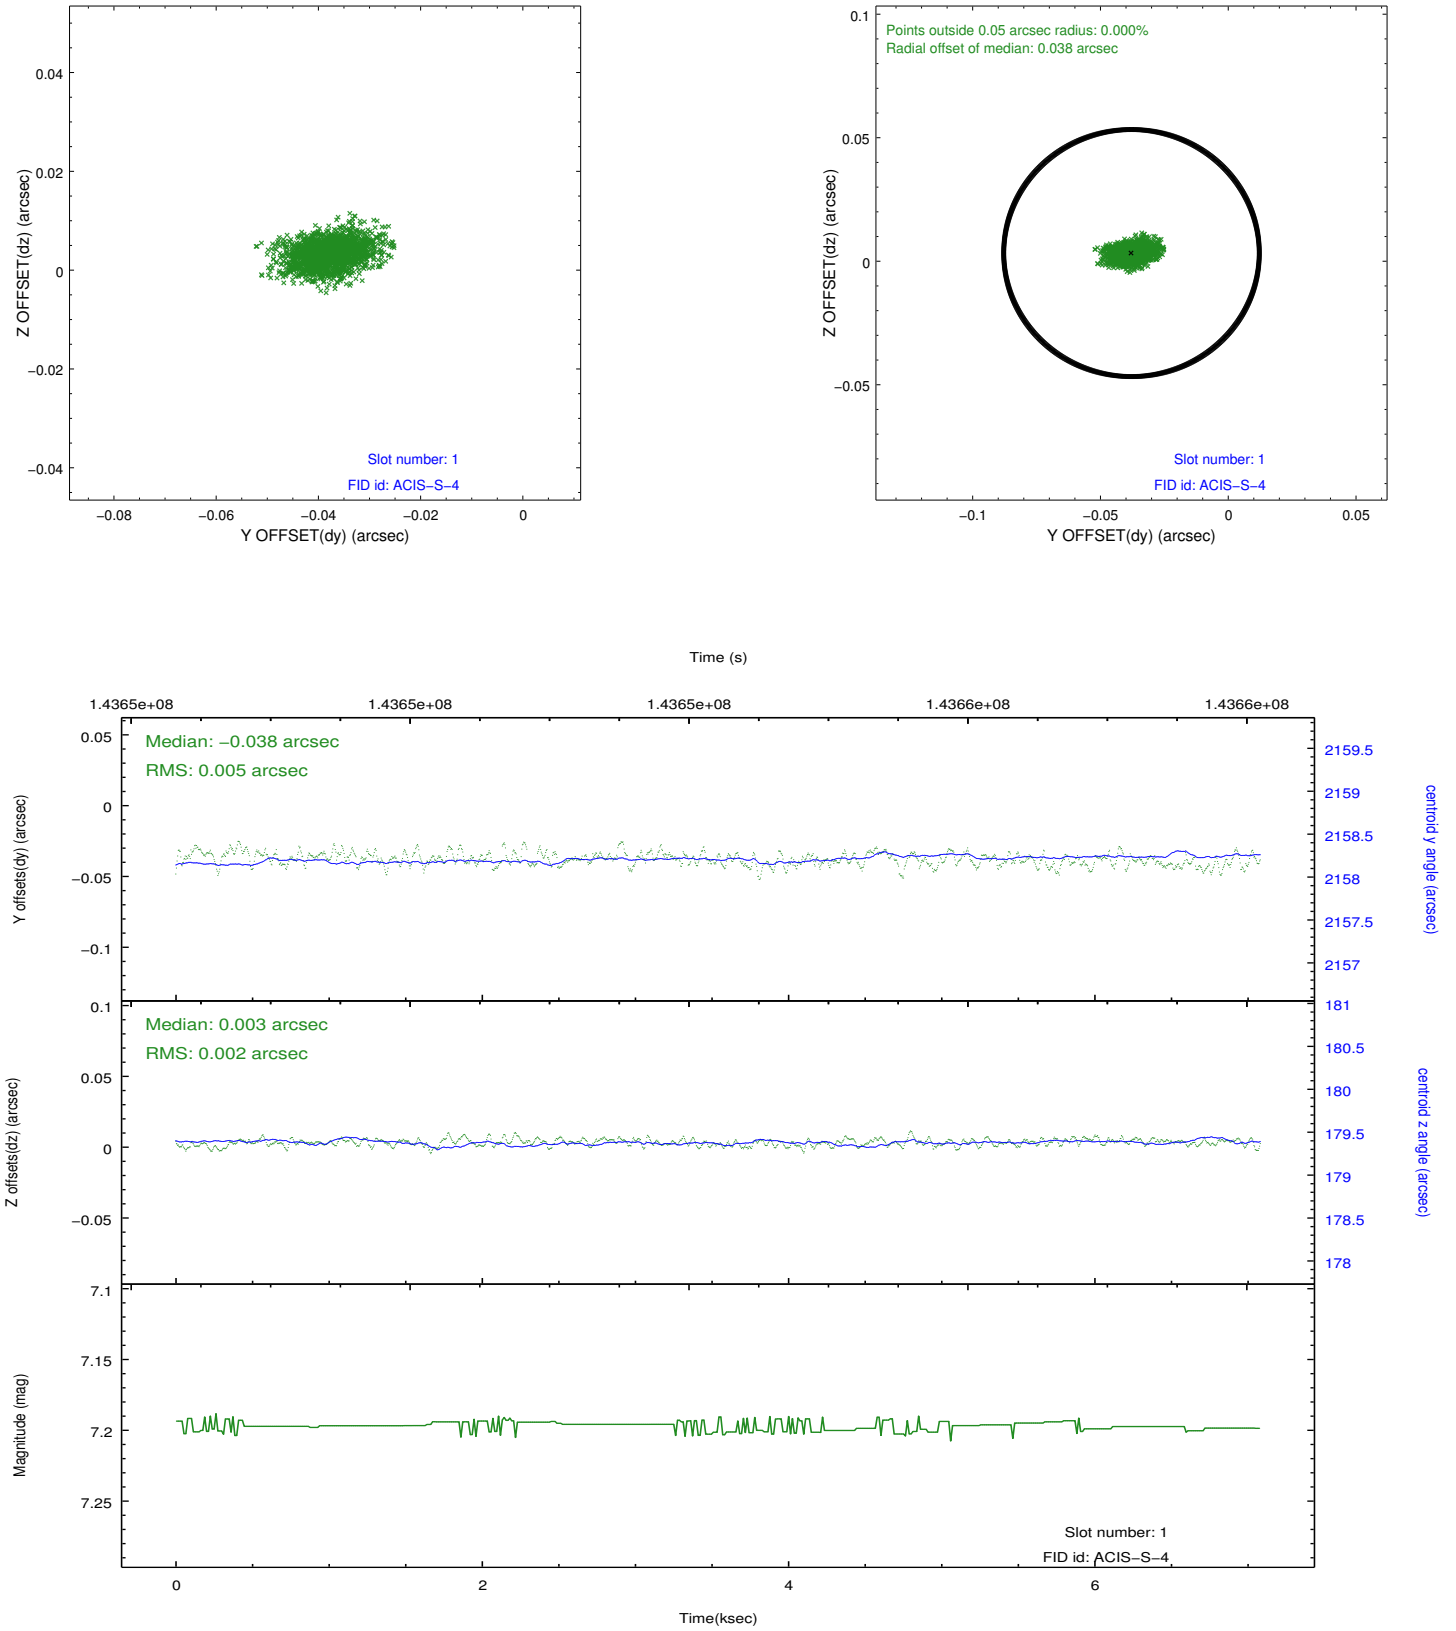 0.04
0.02
0
−0.02
−0.04
Z OFFSET(dz) (arcsec)
Slot number: 1
FID id: ACIS−S−4
−0.08 −0.06 −0.04 −0.02 0
Y OFFSET(dy) (arcsec)
Points outside 0.05 arcsec radius: 0.000%
Radial offset of median: 0.038 arcsec
0.1
0.05
0
−0.05
Z OFFSET(dz) (arcsec)
Slot number: 1
FID id: ACIS−S−4
−0.1 −0.05 0 0.05
Y OFFSET(dy) (arcsec)
Time (s)
1.4365e+08 1.4365e+08 1.4365e+08 1.4366e+08 1.4366e+08
Median: −0.038 arcsec
RMS: 0.005 arcsec
0.05
0
−0.05
−0.1
Y offsets(dy) (arcsec)
2159.5
2159
2158.5
2158
2157.5
2157
centroid y angle (arcsec)
Median: 0.003 arcsec
RMS: 0.002 arcsec
0.1
0.05
0
−0.05
Z offsets(dz) (arcsec)
181
180.5
180
179.5
179
178.5
178
centroid z angle (arcsec)
7.1
7.15
7.2
7.25
Magnitude (mag)
Slot number: 1
FID id: ACIS−S−4
0 2 4 6
Time(ksec)